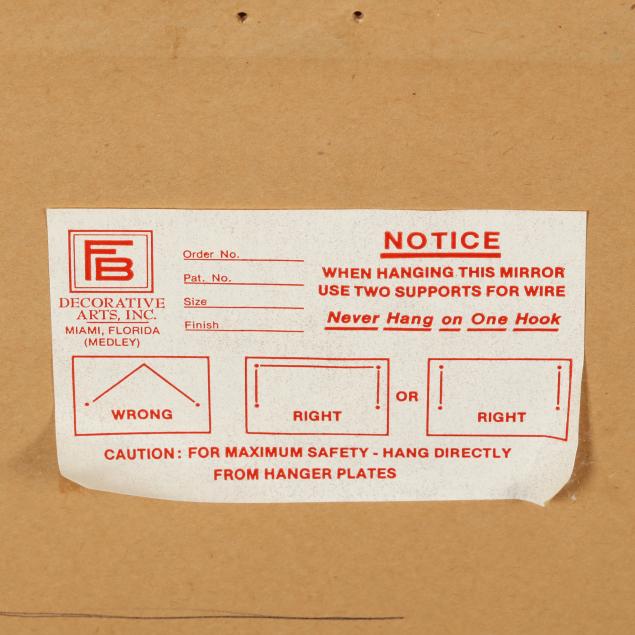 FB
DECORATIVE
ARTS, INC.
MIAMI, FLORIDA
(MEDLEY)
Order No.
Pat. No.
Size
Finish
NOTICE
WHEN HANGING THIS MIRROR
USE TWO SUPPORTS FOR WIRE
Never Hang on One Hook
WRONG
RIGHT
OR
RIGHT
CAUTION: FOR MAXIMUM SAFETY - HANG DIRECTLY
FROM HANGER PLATES